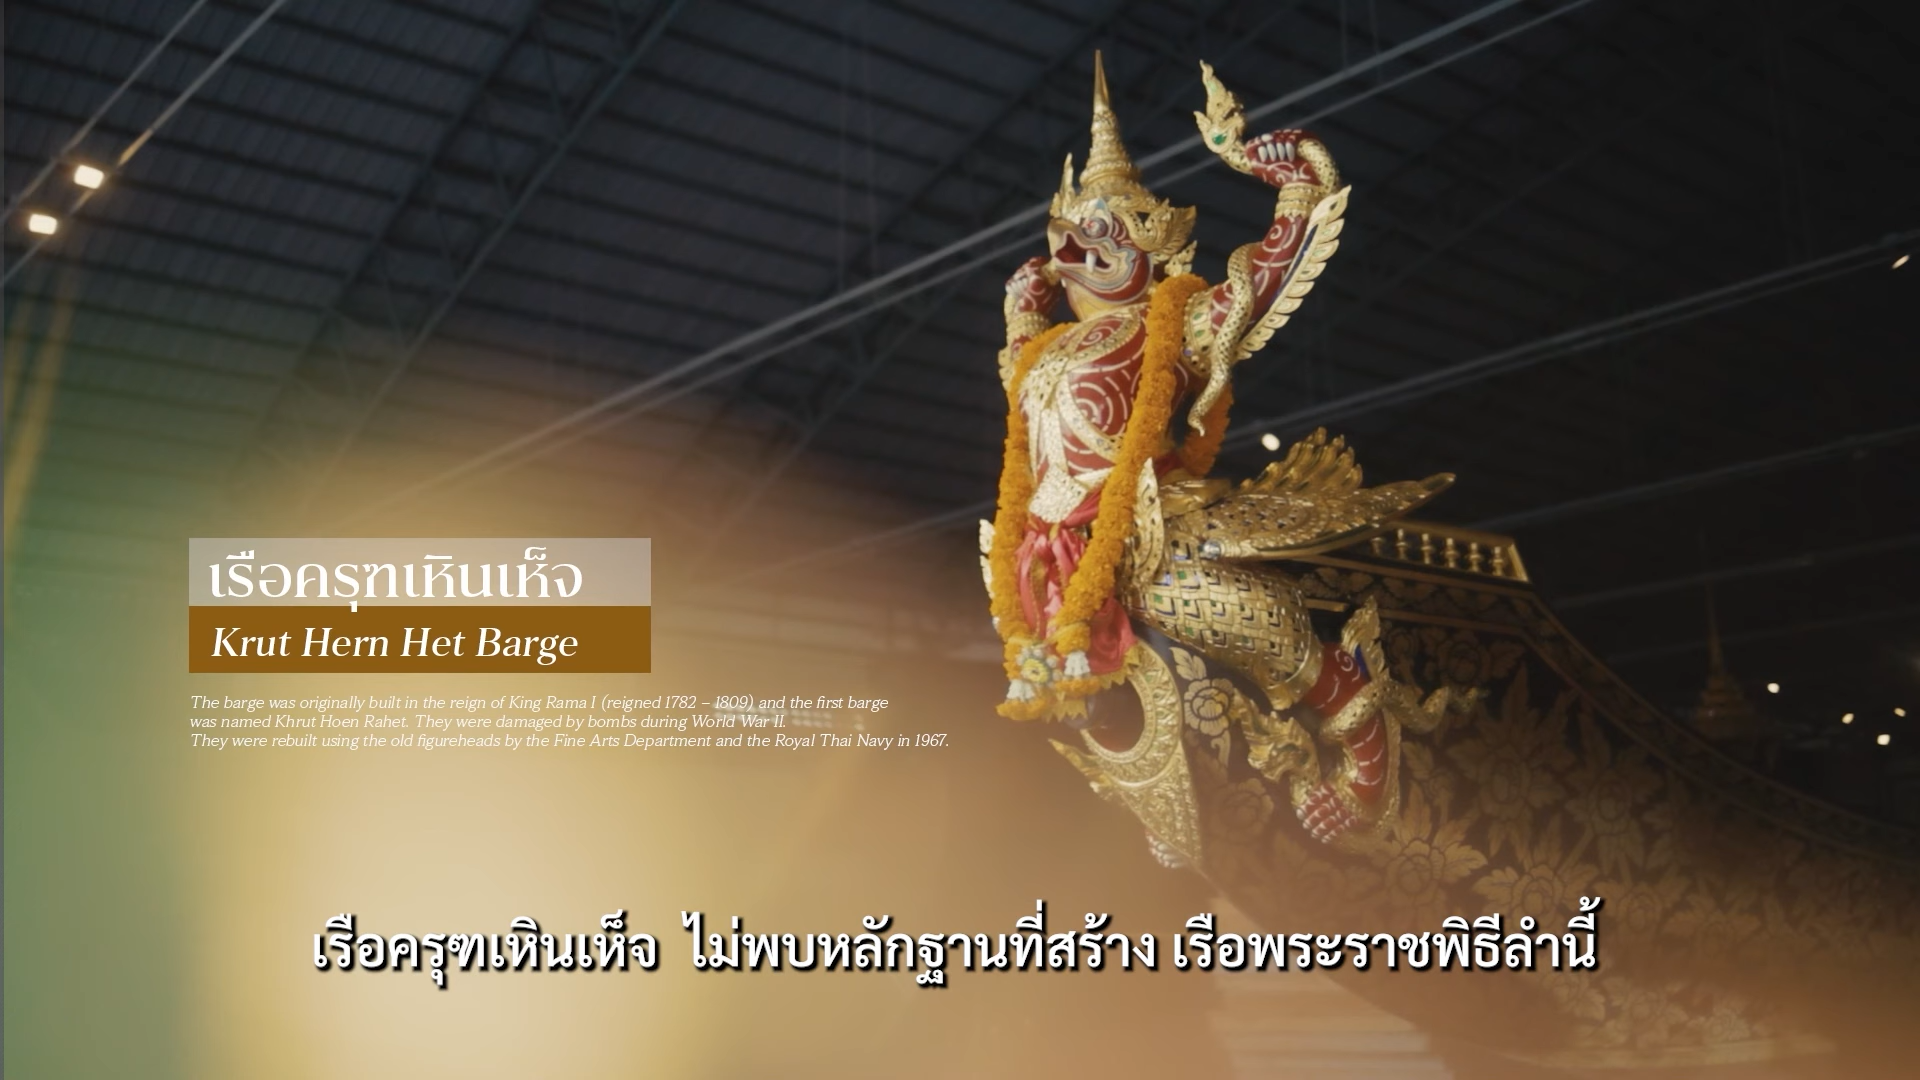 เรือครุฑเหินเห็จ
Krut Hern Het Barge
The barge was originally built in the reign of King Rama I (reigned 1782 – 1809) and the first barge
was named Khrut Hoen Rahet. They were damaged by bombs during World War II.
They were rebuilt using the old figureheads by the Fine Arts Department and the Royal Thai Navy in 1967.
เรือครุฑเหินเห็จ ไม่พบหลักฐานที่สร้าง เรือพระราชพิธีลำนี้